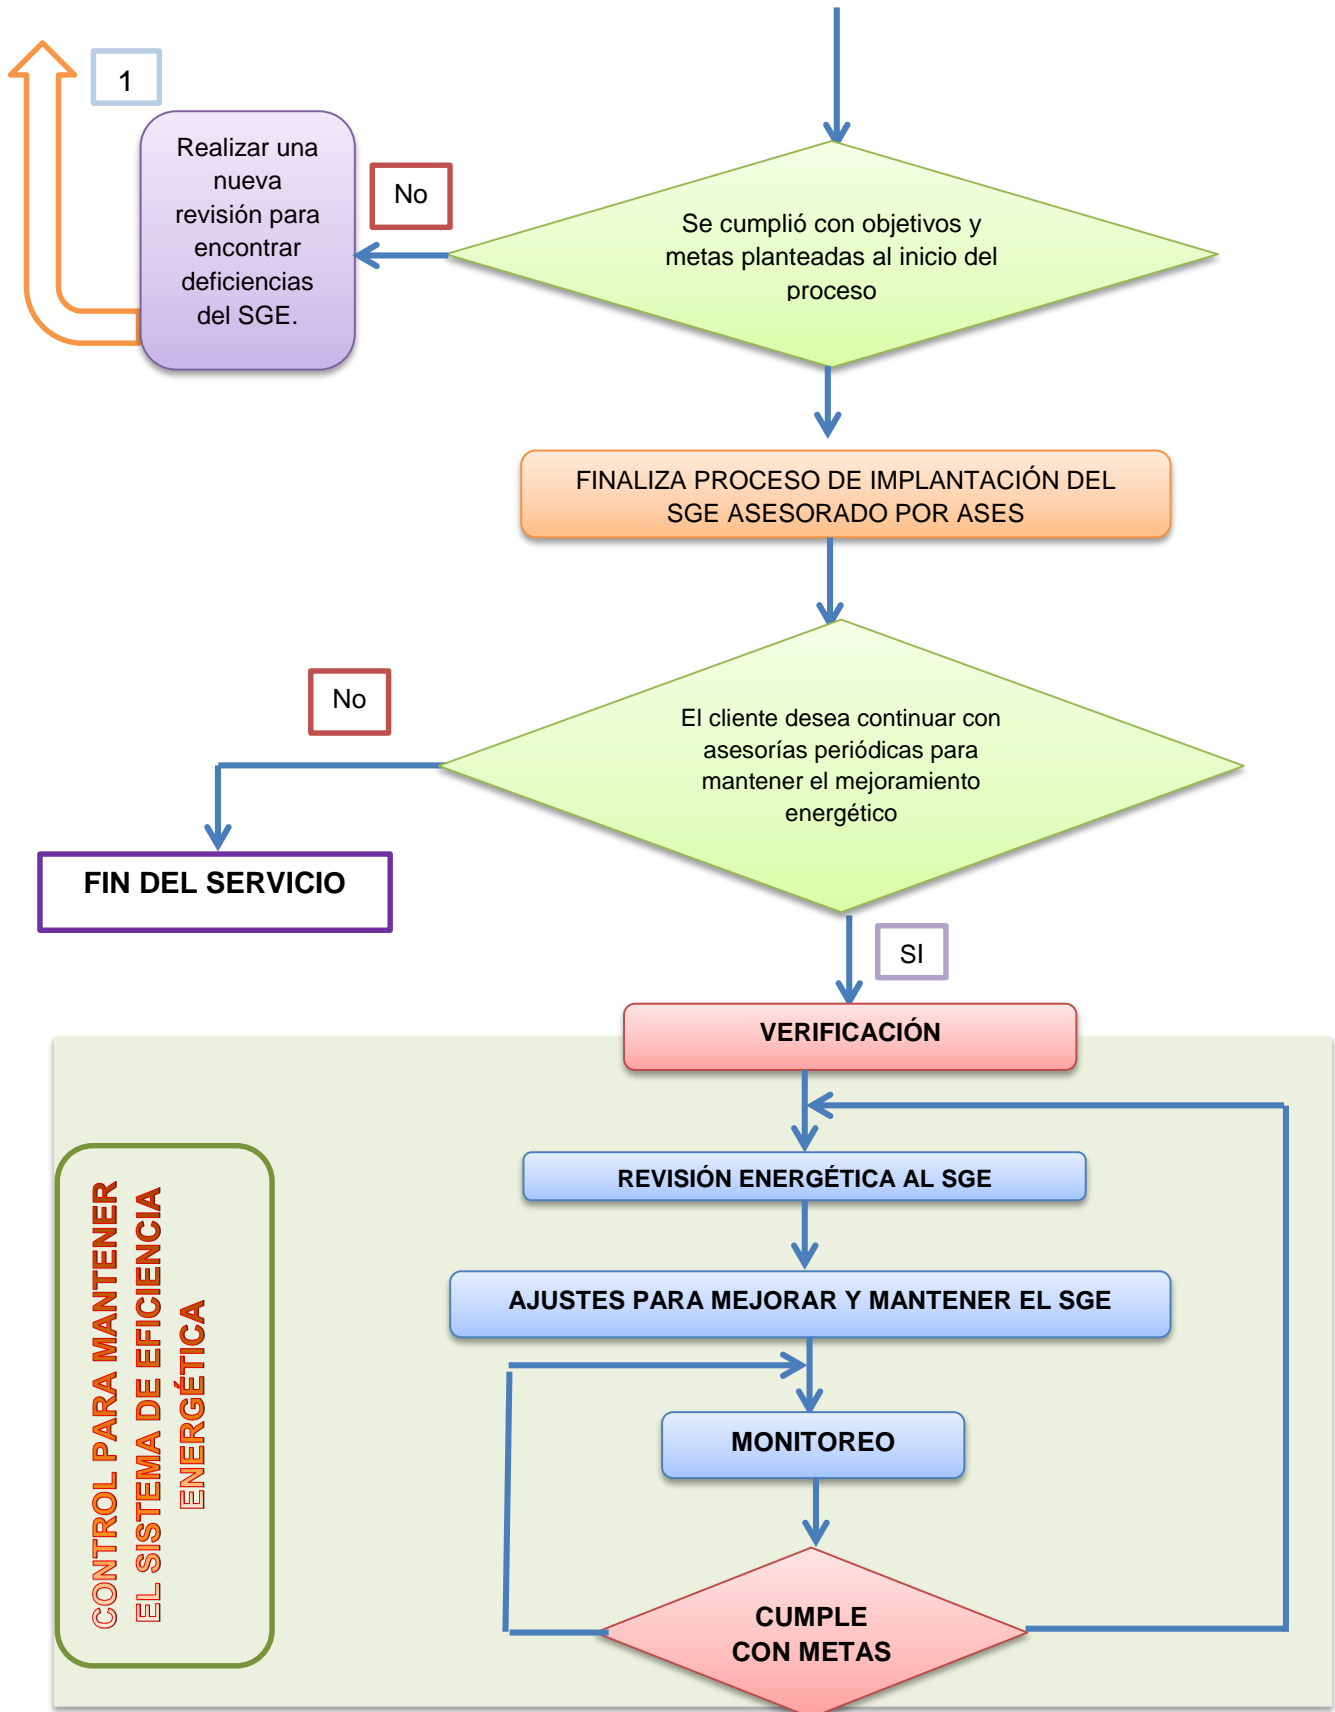 1
Realizar una
nueva
revisión para
encontrar
deficiencias
del SGE.
No
Se cumplió con objetivos y
metas planteadas al inicio del
proceso
FINALIZA PROCESO DE IMPLANTACIÓN DEL
SGE ASESORADO POR ASES
No
El cliente desea continuar con
asesorías periódicas para
mantener el mejoramiento
energético
FIN DEL SERVICIO
SI
VERIFICACIÓN
REVISIÓN ENERGÉTICA AL SGE
AJUSTES PARA MEJORAR Y MANTENER EL SGE
MONITOREO
CUMPLE
CON METAS
CONTROL PARA MANTENER
EL SISTEMA DE EFICIENCIA
ENERGÉTICA